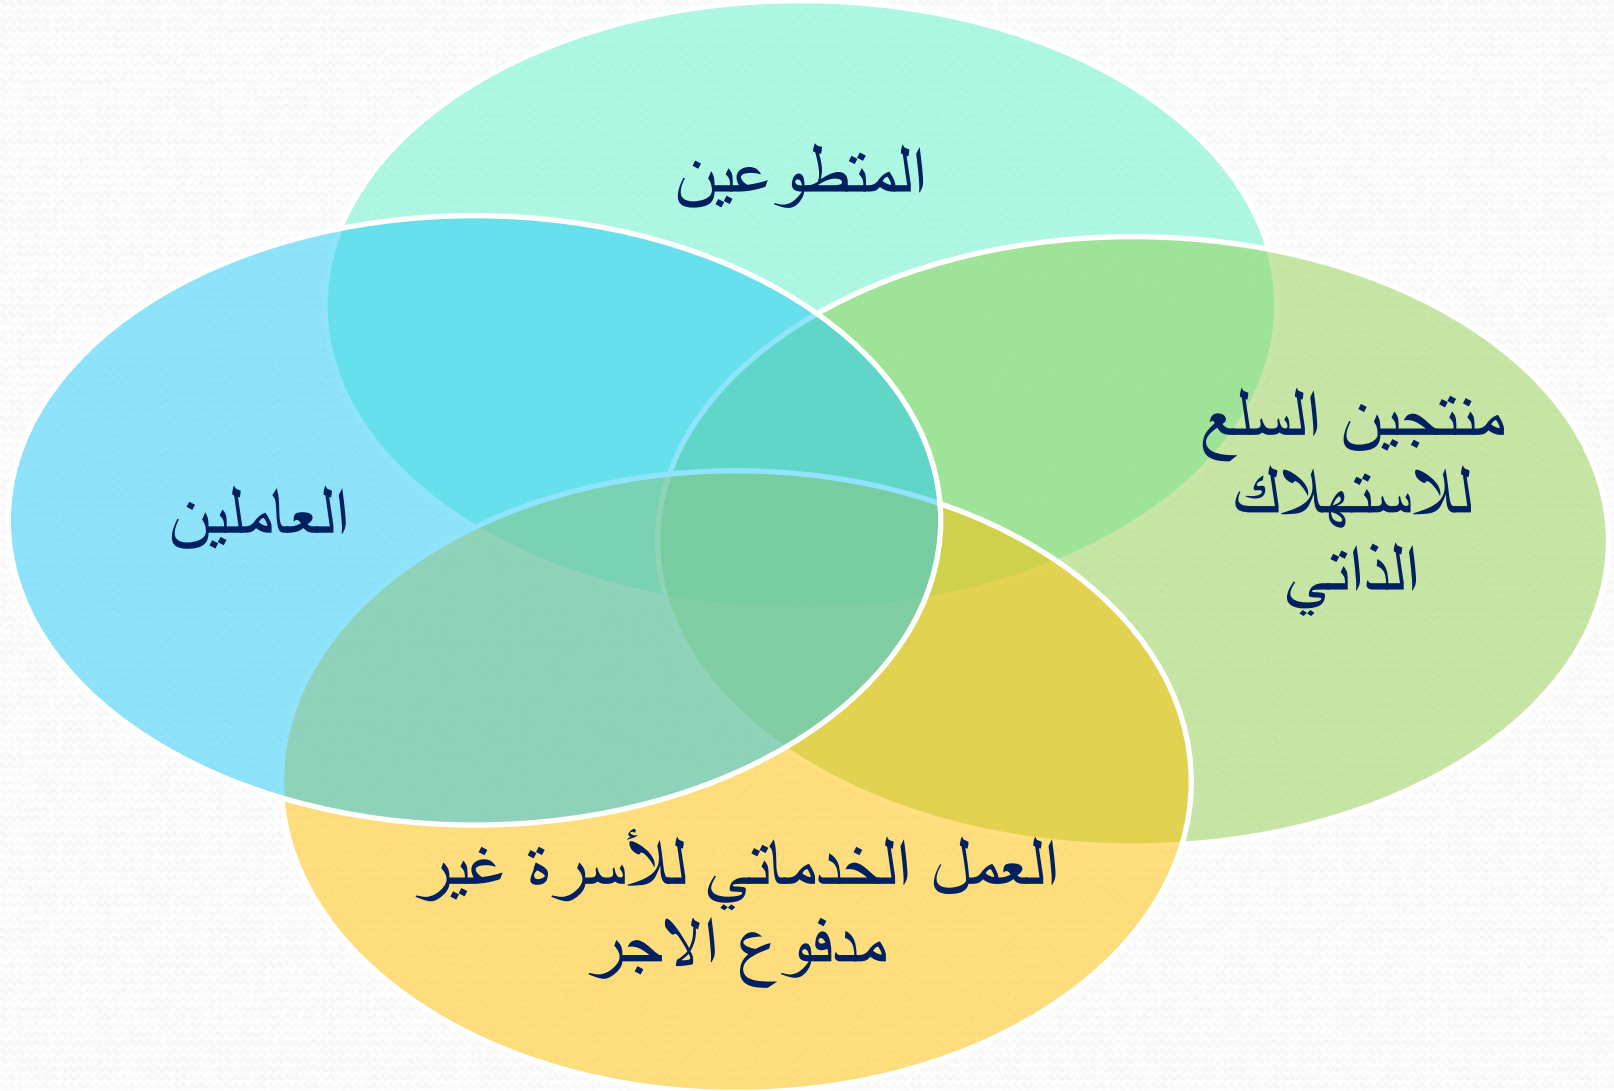 المتطوعين
منتجين السلع
للاستهلاك
الذاتي
العاملين
العمل الخدماتي للأسرة غير
مدفوع الاجر